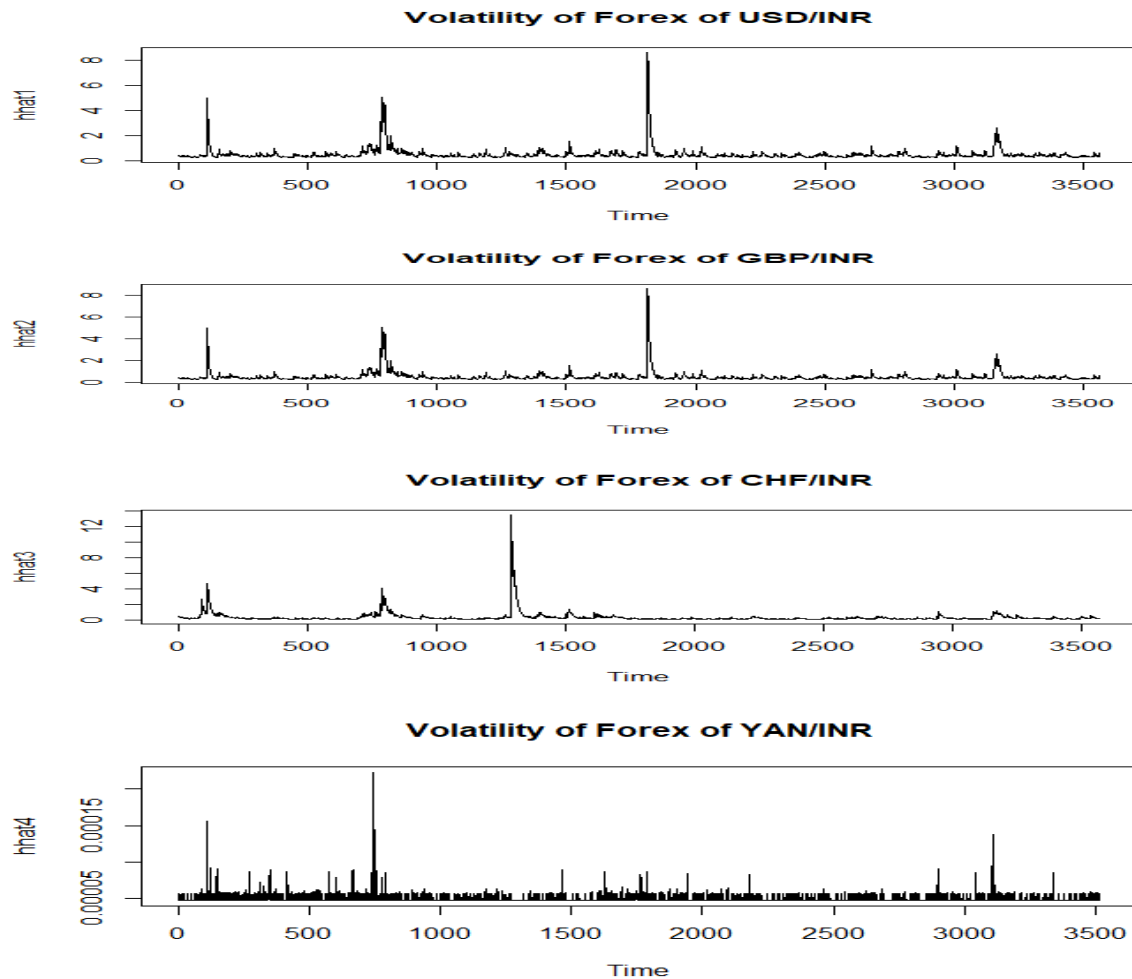 Volatility of Forex of USD/INR
hhat1
0 2 4 6 8
0 500 1000 1500 2000 2500 3000 3500
Time
Volatility of Forex of GBP/INR
hhat2
0 2 4 6 8
0 500 1000 1500 2000 2500 3000 3500
Time
Volatility of Forex of CHF/INR
hhat3
0 4 8 12
0 500 1000 1500 2000 2500 3000 3500
Time
Volatility of Forex of YAN/INR
hhat4
0.00005 0.00015
0 500 1000 1500 2000 2500 3000 3500
Time